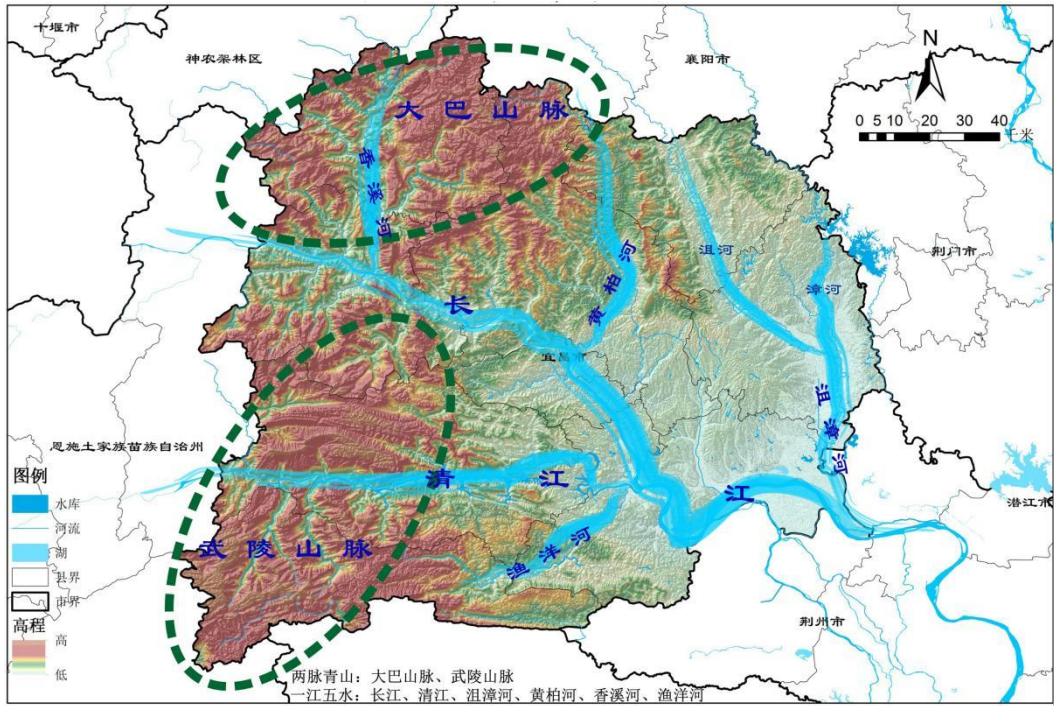 十堰市
神农架林区
襄阳市
N
大巴山脉
0 5 10 20 30 40
千米
香溪河
沮河
荆门市
黄柏河
漳河
长
宜昌市
沮漳河
恩施土家族苗族自治州
清江
江
潜江市
图例
水库
河流
湖
县界
市界
高程
高
低
武陵山脉
渔洋河
荆州市
两脉青山：大巴山脉、武陵山脉
一江五水：长江、清江、沮漳河、黄柏河、香溪河、渔洋河